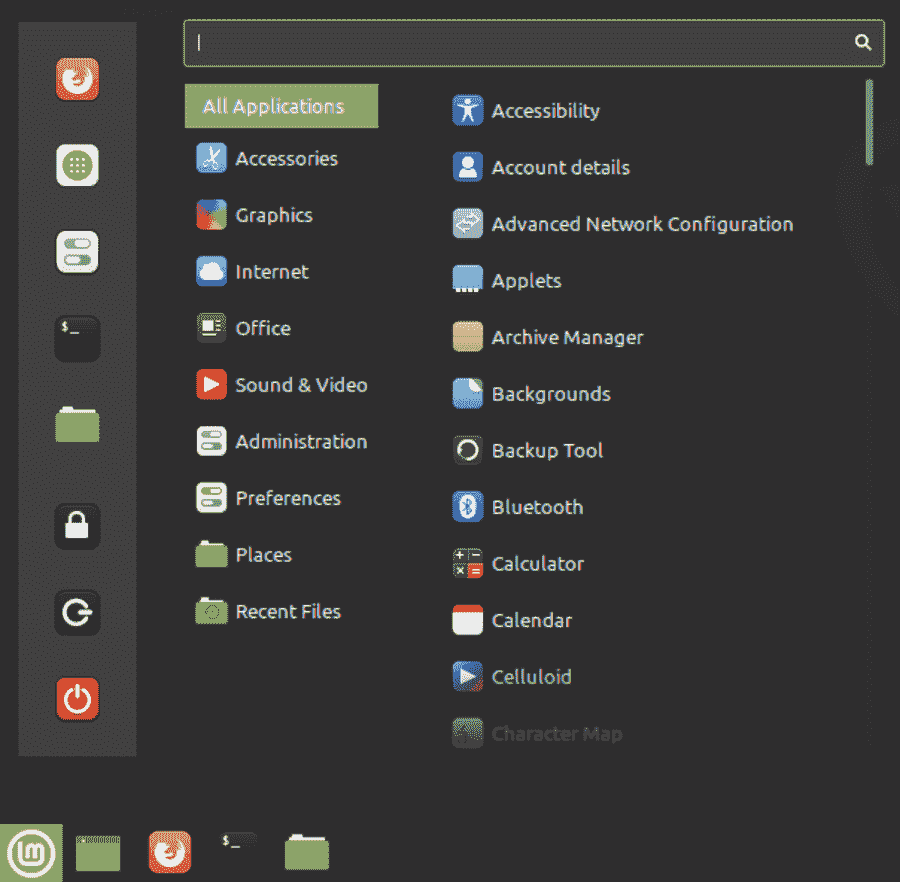 All Applications
Accessories
Graphics
Internet
Office
Sound & Video
Administration
Preferences
Places
Recent Files
Accessibility
Account details
Advanced Network Configuration
Applets
Archive Manager
Backgrounds
Backup Tool
Bluetooth
Calculator
Calendar
Celluloid
Character Map
$_
$_